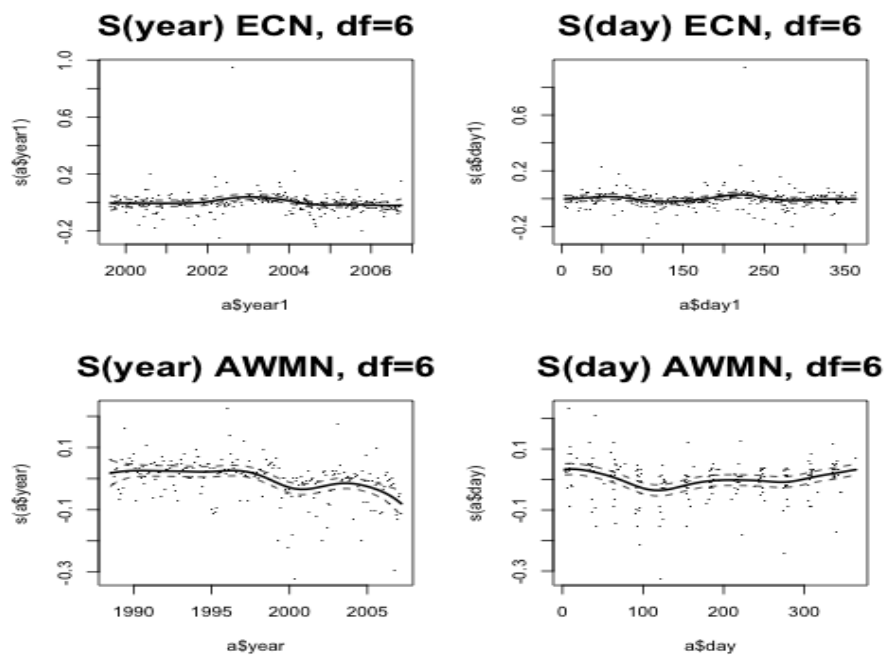 S(year) ECN, df=6
s(a$year1)
1.0
0.6
0.2
-0.2
2000 2002 2004 2006
a$year1
S(day) ECN, df=6
s(a$day1)
0.6
0.2
-0.2
0 50 150 250 350
a$day1
S(year) AWMN, df=6
s(a$year)
0.1
-0.1
-0.3
1990 1995 2000 2005
a$year
S(day) AWMN, df=6
s(a$day)
0.1
-0.1
-0.3
0 100 200 300
a$day